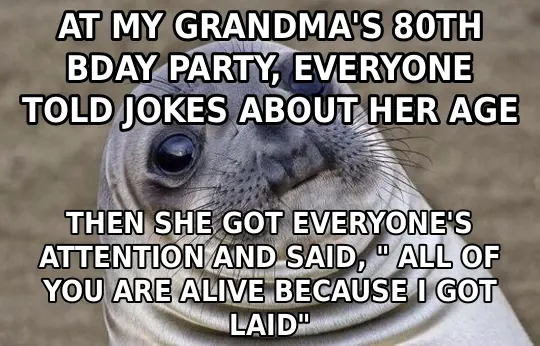 AT MY GRANDMA'S 80TH
BDAY PARTY, EVERYONE
TOLD JOKES ABOUT HER AGE
THEN SHE GOT EVERYONE'S
ATTENTION AND SAID, " ALL OF
YOU ARE ALIVE BECAUSE I GOT
LAID"